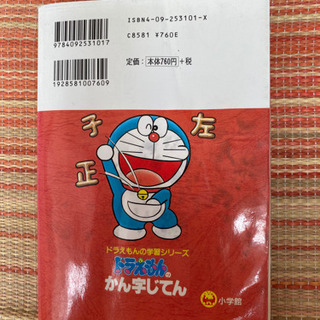 ISBN4-09-253101-X
C8581 ¥760E
9784092531017
定価：本体760円＋税
1928581007609
左
子
正
ドラえもんの学習シリーズ
ドラえもんの
かん字じてん
小学館